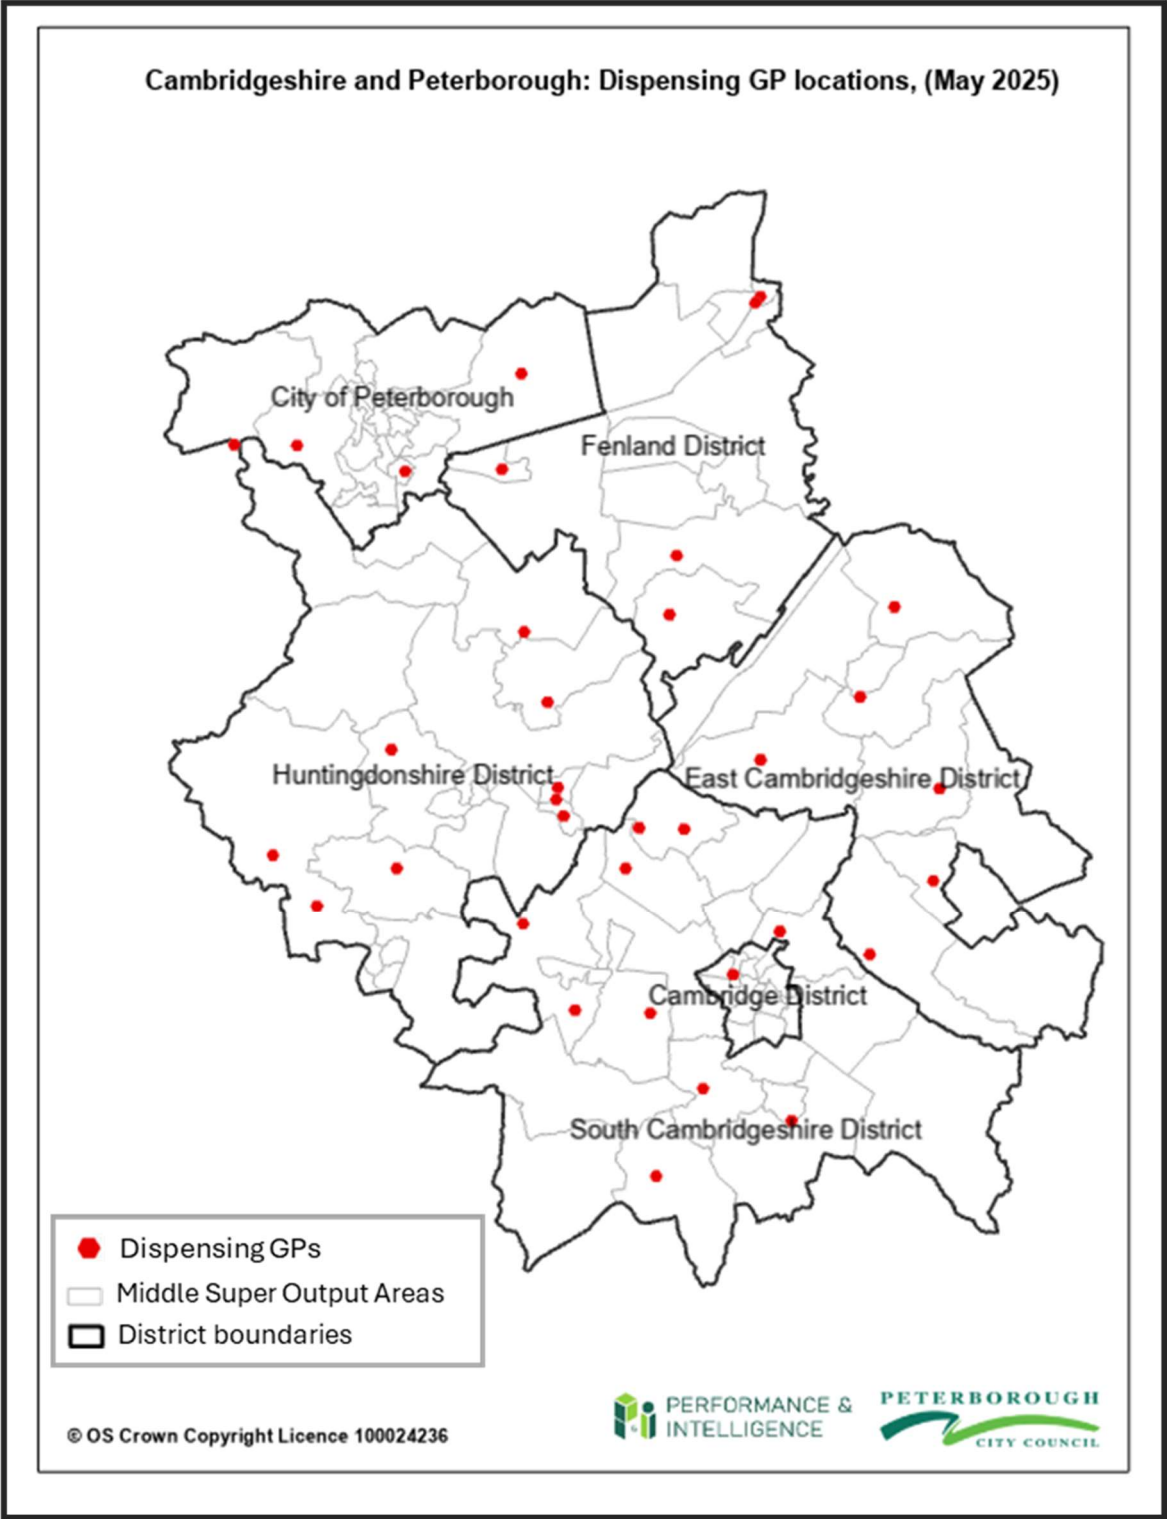 Cambridgeshire and Peterborough: Dispensing GP locations, (May 2025)
City of Peterborough
Fenland District
Huntingdonshire District
East Cambridgeshire District
Cambridge District
South Cambridgeshire District
Dispensing GPs
Middle Super Output Areas
District boundaries
© OS Crown Copyright Licence 100024236
PERFORMANCE &
INTELLIGENCE
PETERBOROUGH
CITY COUNCIL